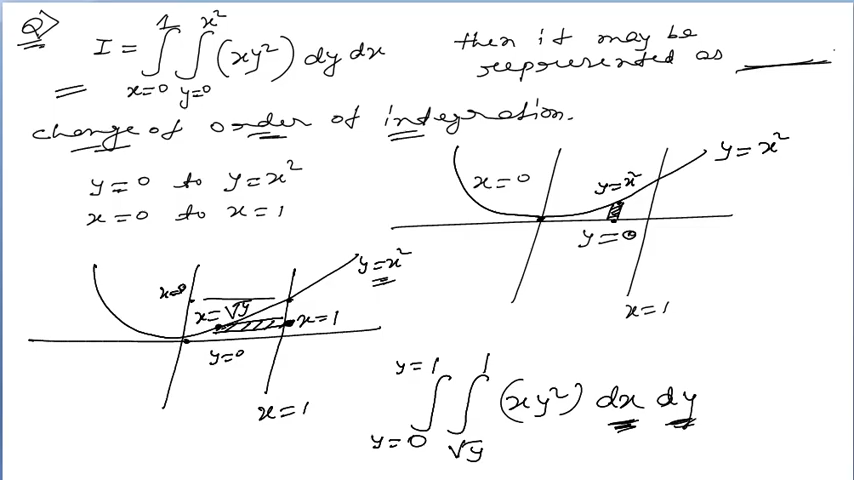 Q>
I = ∫_{x=0}^{1} ∫_{y=0}^{x²} (xy²) dy dx
then it may be
represented as ______
change of order of integration.
y=0 to y=x²
x=0 to x=1
y=x²
x=0
y=x²
y=0
x=1
y=x²
x=0
x=√y
x=1
y=0
x=1
∫_{y=0}^{y=1} ∫_{√y}^{1} (xy²) dx dy